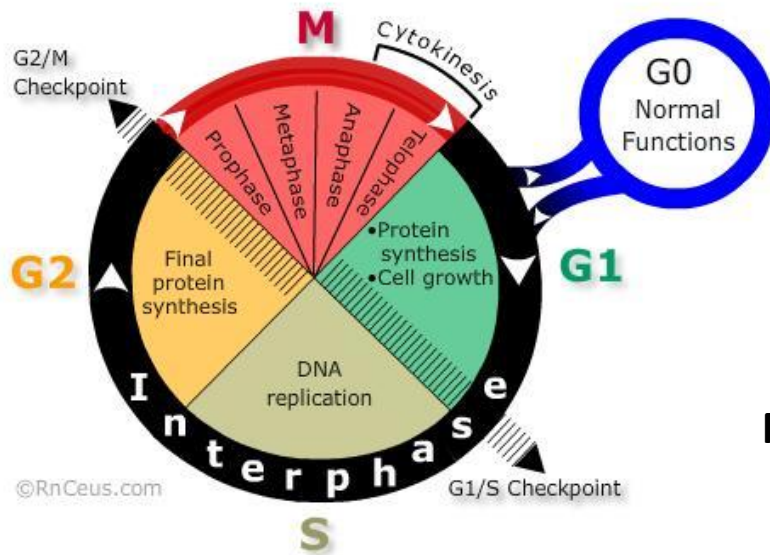 M
Cytokinesis
G2/M
Checkpoint
G0
Normal
Functions
Prophase
Metaphase
Anaphase
Telophase
•Protein
synthesis
•Cell growth
G1
G2
Final
protein
synthesis
DNA
replication
Interphase
G1/S Checkpoint
©RnCeus.com
S